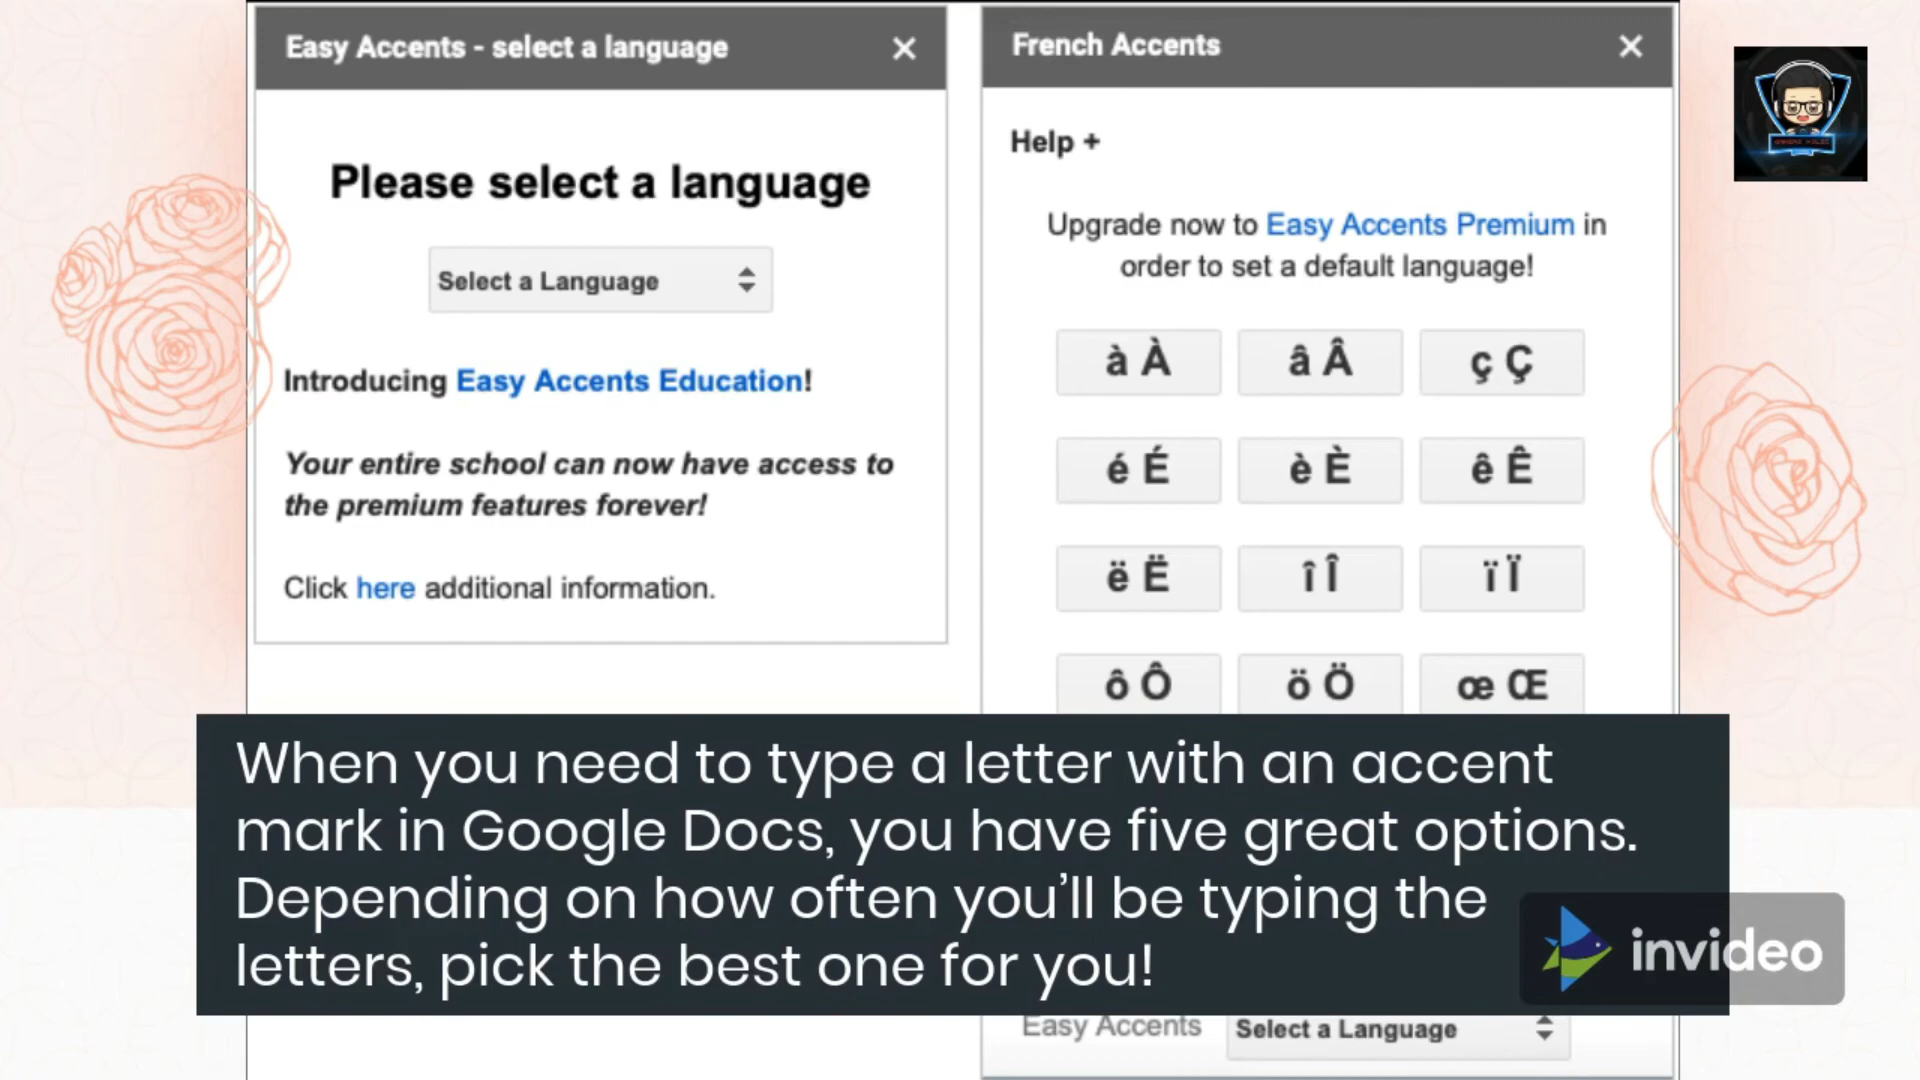 Easy Accents - select a language
Please select a language
Select a Language
Introducing Easy Accents Education!
Your entire school can now have access to
the premium features forever!
Click here additional information.
French Accents
Help +
Upgrade now to Easy Accents Premium in
order to set a default language!
à À â Â ç Ç
é É è È ê Ê
ë Ë î Î ï Ï
ô Ô ö Ö œ Œ
When you need to type a letter with an accent
mark in Google Docs, you have five great options.
Depending on how often you'll be typing the
letters, pick the best one for you!
invideo
Easy Accents Select a Language